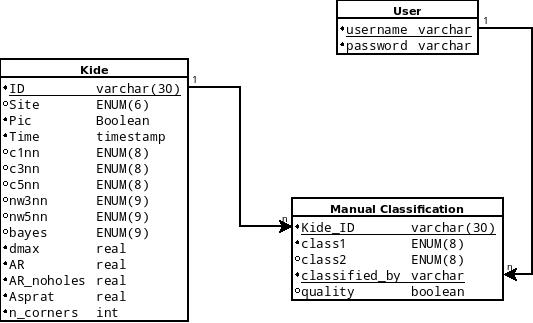 User
username varchar
password varchar
1
Kide
ID varchar(30)
Site ENUM(6)
Pic Boolean
Time timestamp
c1nn ENUM(8)
c3nn ENUM(8)
c5nn ENUM(8)
nw3nn ENUM(9)
nw5nn ENUM(9)
bayes ENUM(9)
dmax real
AR real
AR_noholes real
Asprat real
n_corners int
1
n
Manual Classification
Kide_ID varchar(30)
class1 ENUM(8)
class2 ENUM(8)
classified_by varchar
quality boolean
n